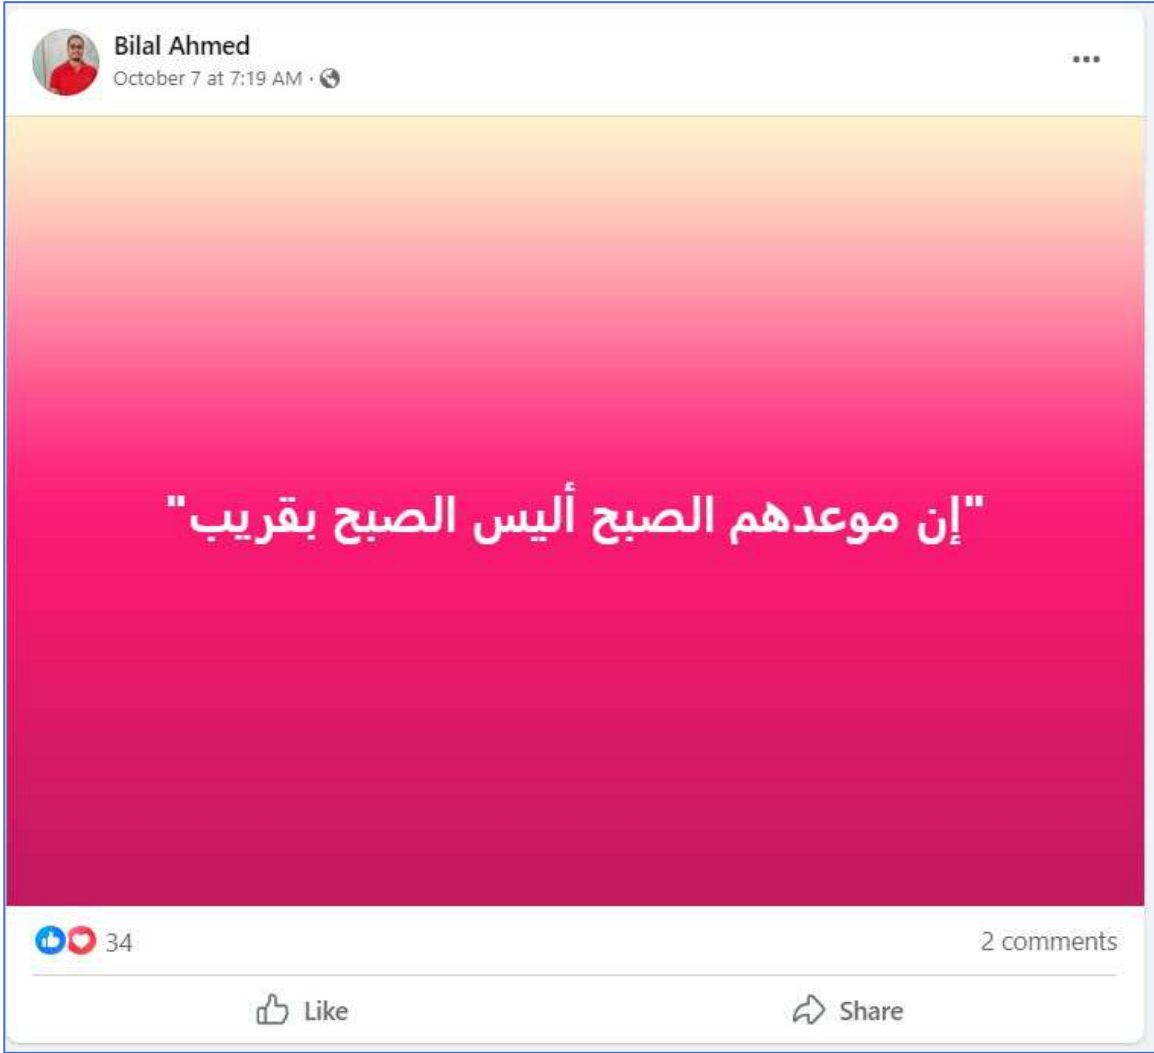 Bilal Ahmed
October 7 at 7:19 AM ·
"إن موعدهم الصبح أليس الصبح بقريب"
34
2 comments
Like
Share